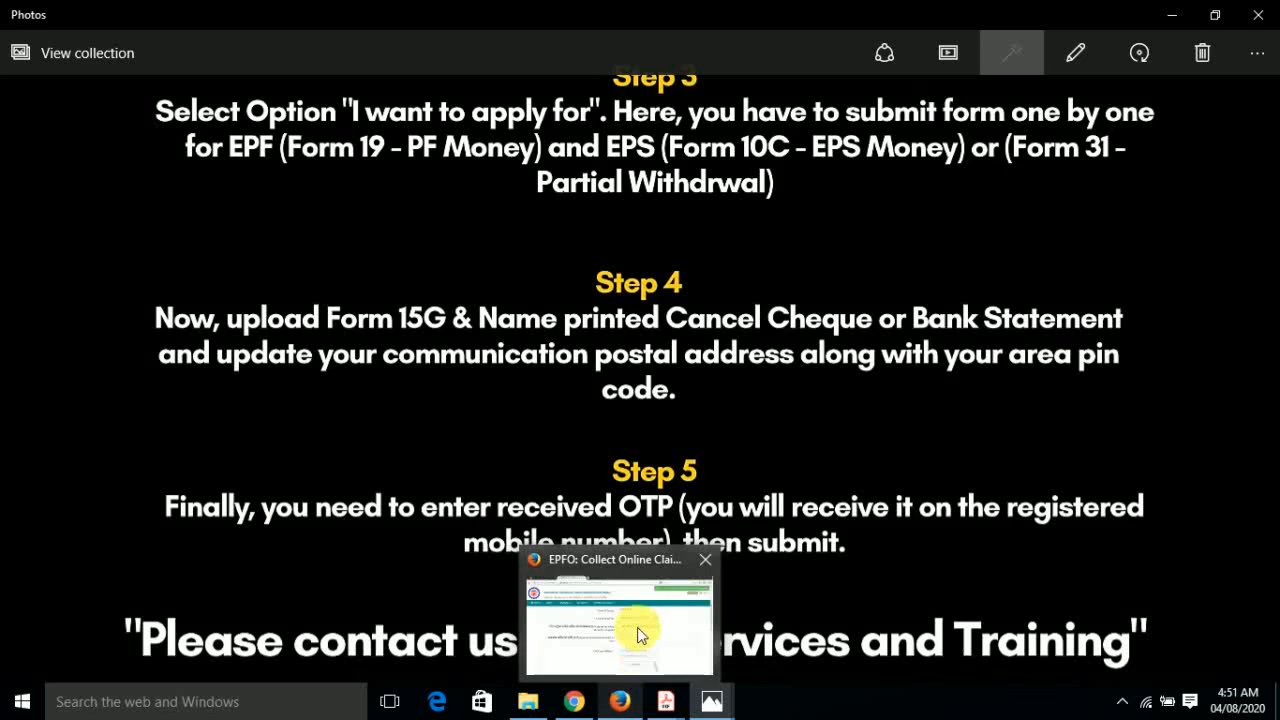 Photos
View collection
Step 3
Select Option "I want to apply for". Here, you have to submit form one by one
for EPF (Form 19 - PF Money) and EPS (Form 10C - EPS Money) or (Form 31 -
Partial Withdrwal)
Step 4
Now, upload Form 15G & Name printed Cancel Cheque or Bank Statement
and update your communication postal address along with your area pin
code.
Step 5
Finally, you need to enter received OTP (you will receive it on the registered
mobile number), then submit.
EPFO: Collect Online Clai...
"Please contact us rvices and Training"
Search the web and Windows
4:51 AM
04/08/2020